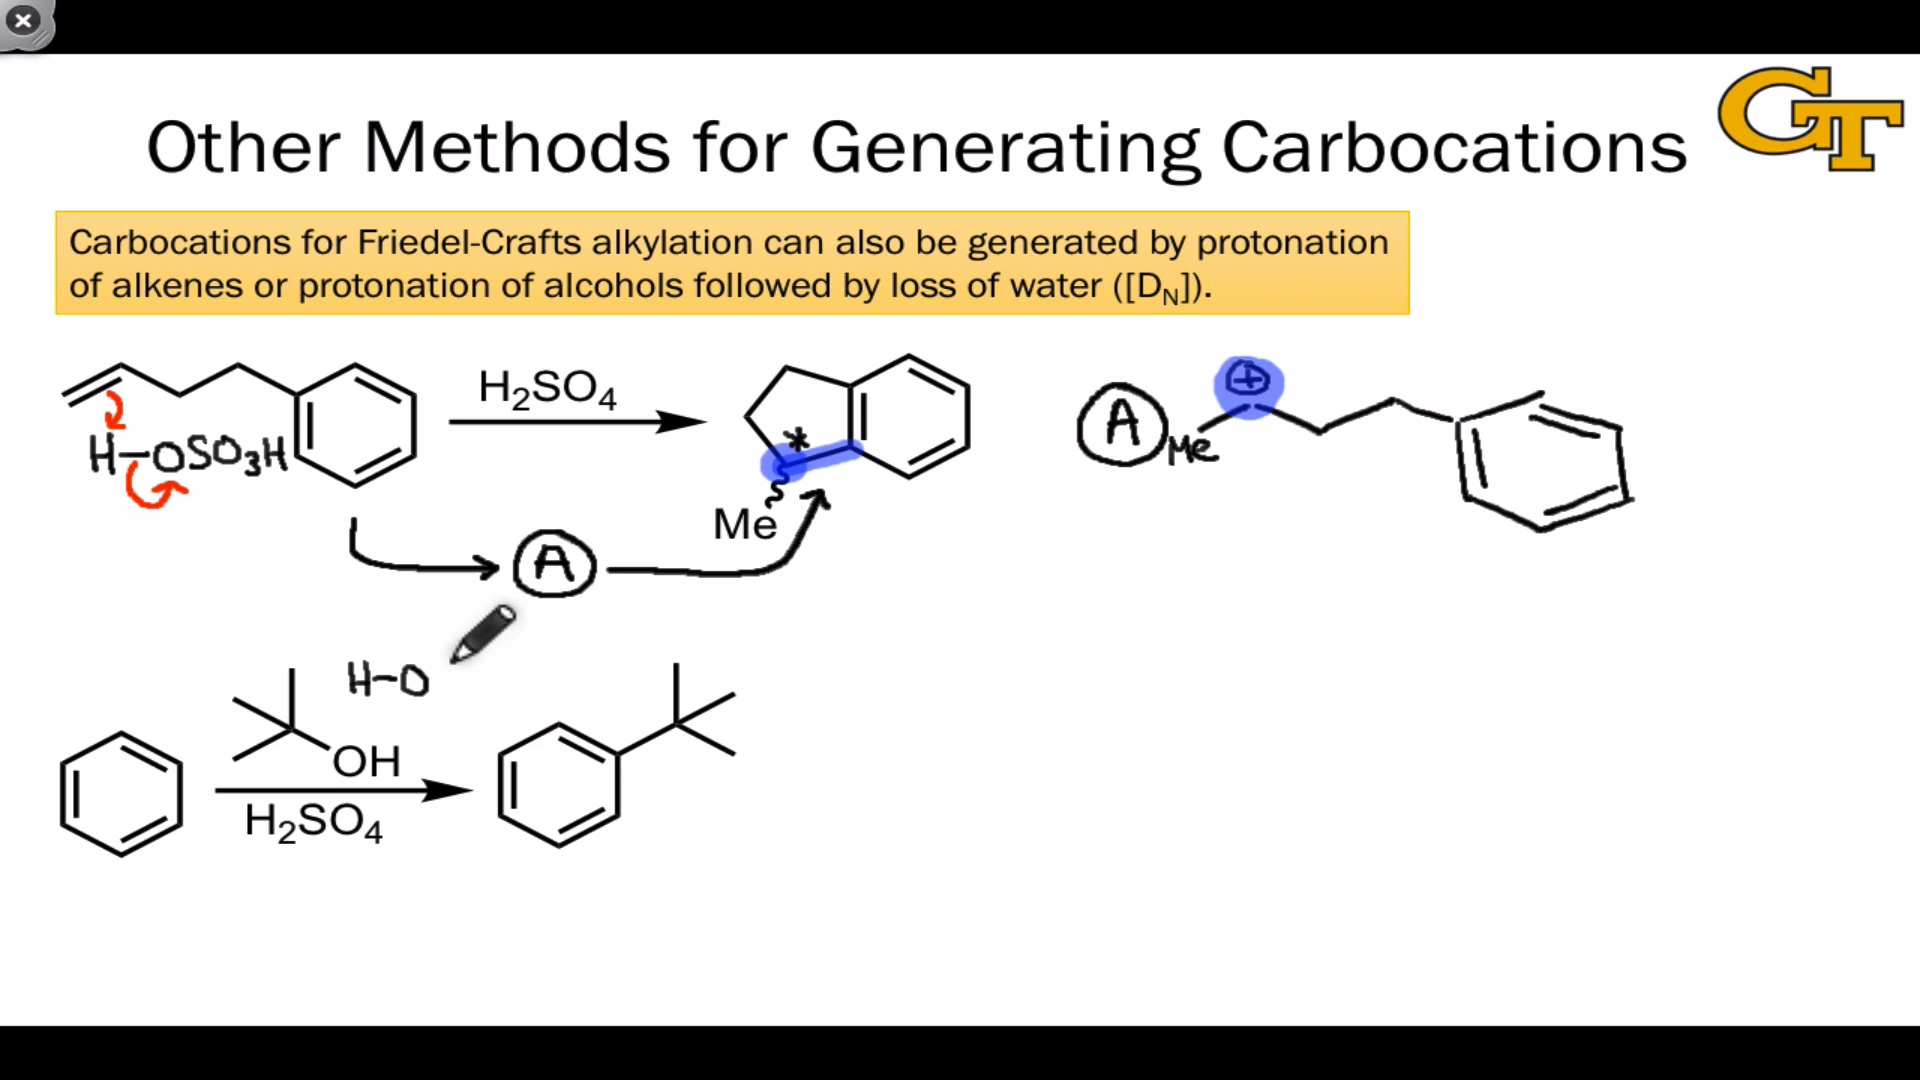 GT
Other Methods for Generating Carbocations
Carbocations for Friedel-Crafts alkylation can also be generated by protonation
of alkenes or protonation of alcohols followed by loss of water ([D_N]).
H₂SO₄
H-OSO₃H
*
Me
A
A
Me
+
H-O
OH
H₂SO₄